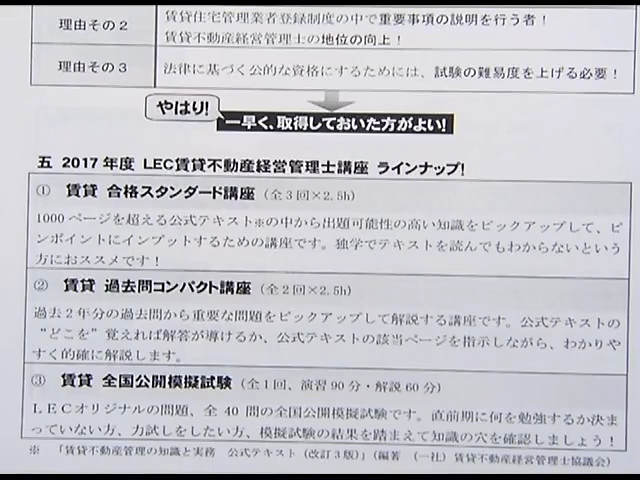 理由その2
賃貸住宅管理業者登録制度の中で重要事項の説明を行う者！
賃貸不動産経営管理士の地位の向上！
理由その3
法律に基づく公的な資格にするためには、試験の難易度を上げる必要！
やはり!
一早く、取得しておいた方がよい!
五 2017年度 LEC賃貸不動産経営管理士講座 ラインナップ!
① 賃貸 合格スタンダード講座（全3回×2.5h）
1000ページを超える公式テキスト※の中から出題可能性の高い知識をピックアップして、ピ
ンポイントにインプットするための講座です。独学でテキストを読んでもわからないという
方におススメです！
② 賃貸 過去問コンパクト講座（全2回×2.5h）
過去2年分の過去問から重要な問題をピックアップして解説する講座です。公式テキストの
“どこを”覚えれば解答が導けるか、公式テキストの該当ページを指示しながら、わかりや
すく的確に解説します。
③ 賃貸 全国公開模擬試験（全1回、演習90分・解説60分）
LECオリジナルの問題、全40問の全国公開模擬試験です。直前期に何を勉強するか決ま
っていない方、力試しをしたい方、模擬試験の結果を踏まえて知識の穴を確認しましょう！
※ 「賃貸不動産管理の知識と実務 公式テキスト（改訂3版）」（編著 （一社）賃貸不動産経営管理士協議会）